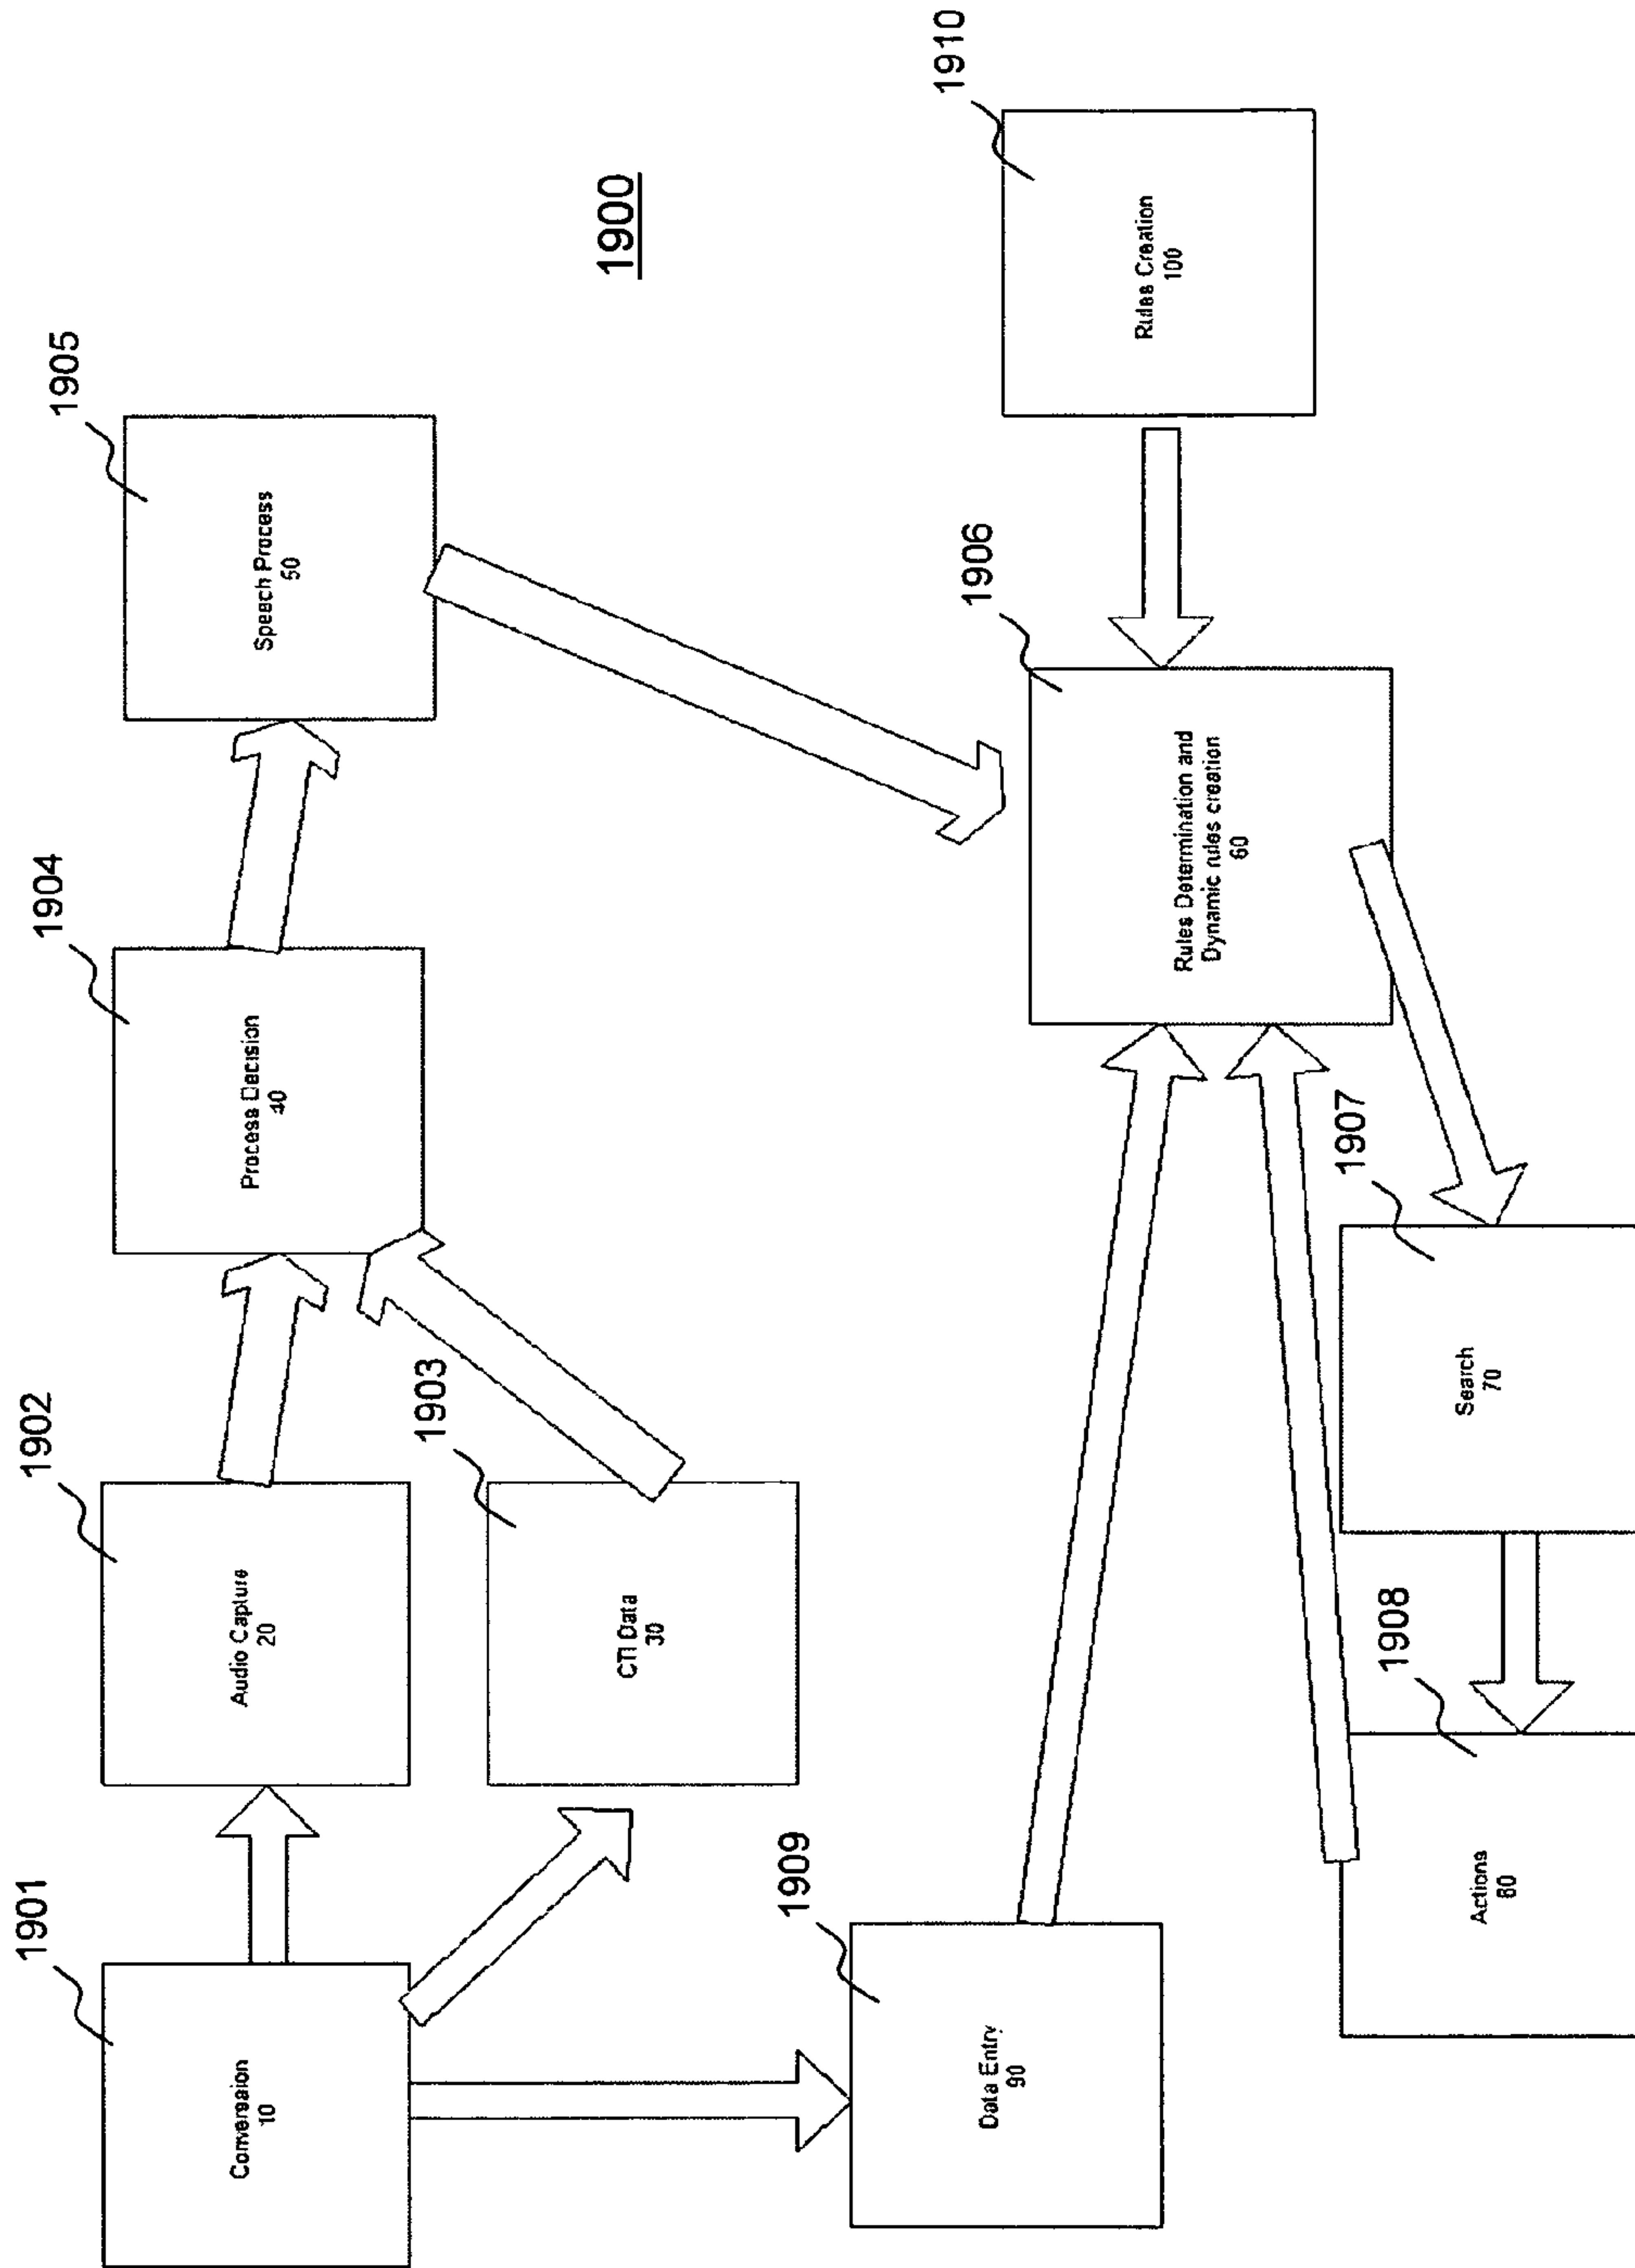 1901
1902
1904
1905
Conversaion
10
Audio Capture
20
Process Decision
40
Speech Process
50
1903
CTI Data
30
1900
1909
1906
1910
Data Entry
90
Rules Determination and
Dynamic rules creation
60
Rules Creation
100
1908
1907
Actions
80
Search
70